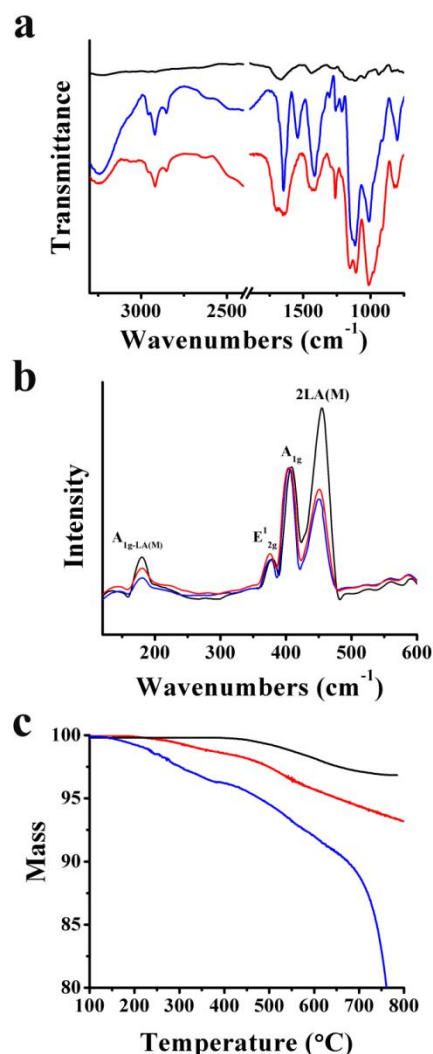 a
Transmittance
3000 2500 1500 1000
Wavenumbers (cm⁻¹)
b
2LA(M)
A₁g
A₁g-LA(M)
E¹₂g
Intensity
200 300 400 500 600
Wavenumbers (cm⁻¹)
c
100
95
90
85
80
Mass
100 200 300 400 500 600 700 800
Temperature (°C)